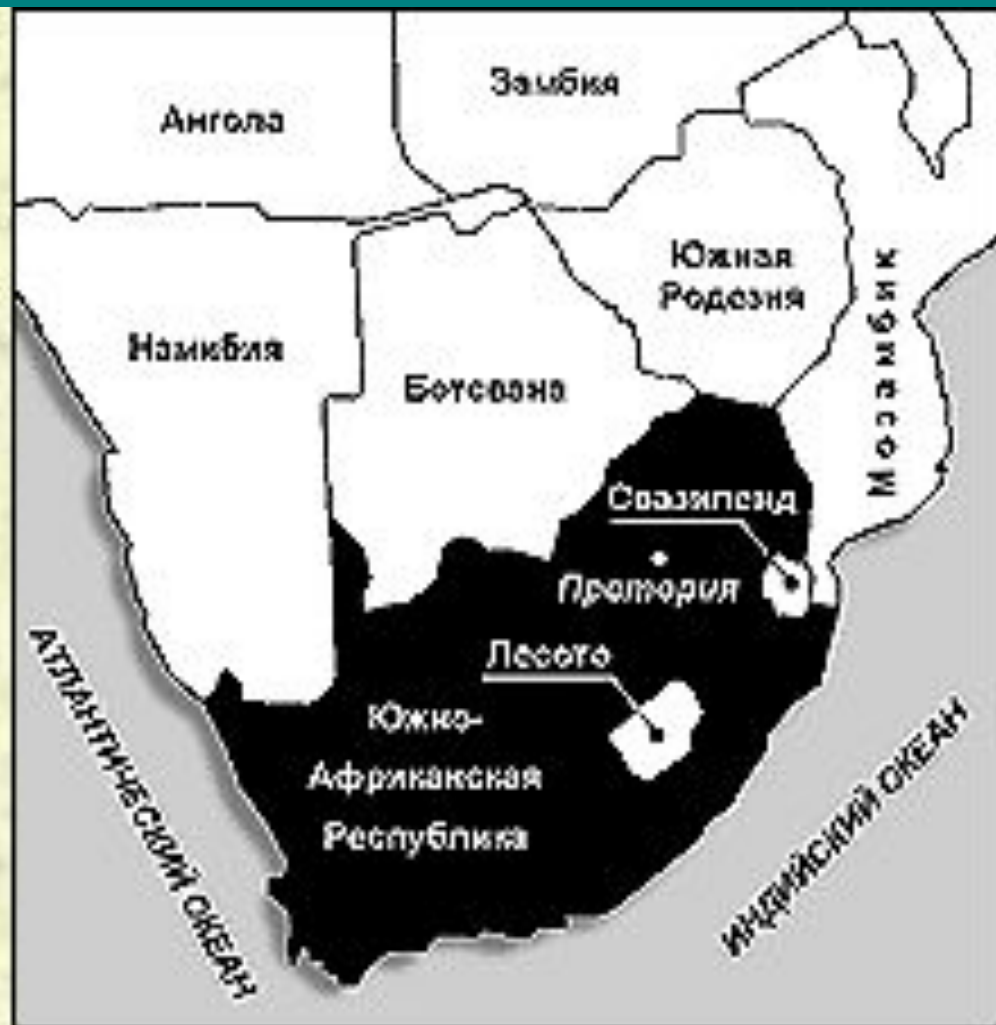 Ангола
Замбия
Южная
Родезия
Намибия
Ботсвана
Мозамбик
Свазиленд
Претория
Лесото
Южно-
Африканская
Республика
АТЛАНТИЧЕСКИЙ ОКЕАН
ИНДИЙСКИЙ ОКЕАН